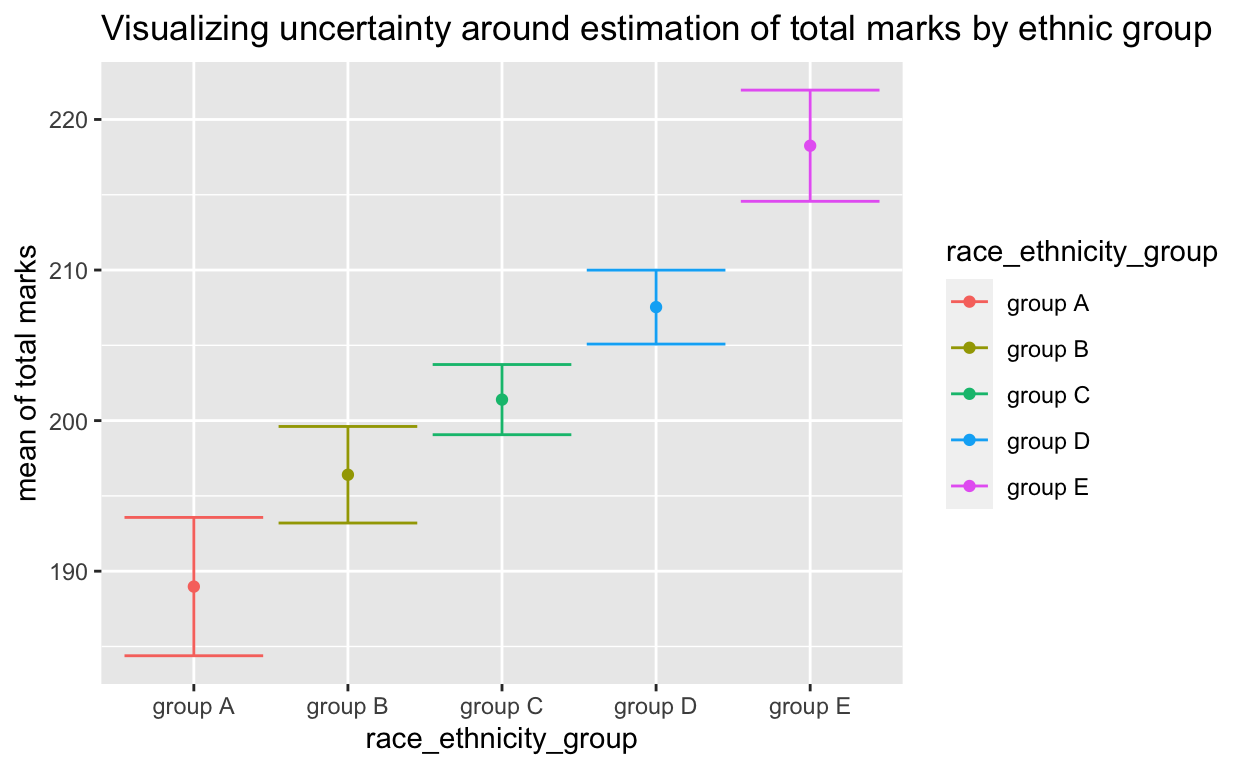 Visualizing uncertainty around estimation of total marks by ethnic group
mean of total marks
220
210
200
190
group A
group B
group C
group D
group E
race_ethnicity_group
race_ethnicity_group
group A
group B
group C
group D
group E